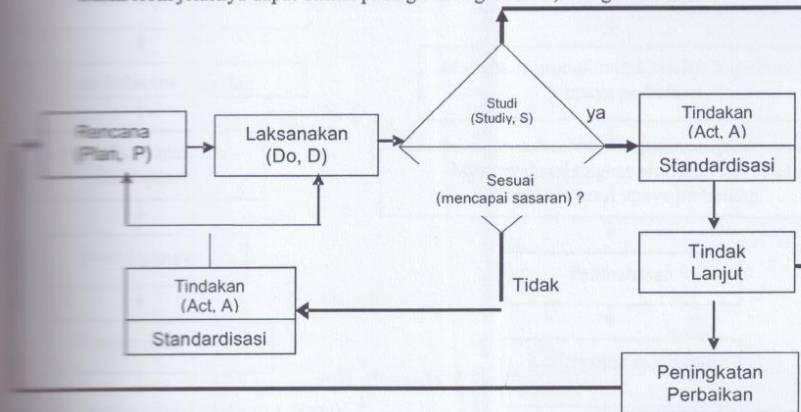 Rencana
(Plan, P)
Laksanakan
(Do, D)
Studi
(Studiy, S)
ya
Tindakan
(Act, A)
Standardisasi
Sesuai
(mencapai sasaran) ?
Tindak
Lanjut
Tidak
Tindakan
(Act, A)
Standardisasi
Peningkatan
Perbaikan